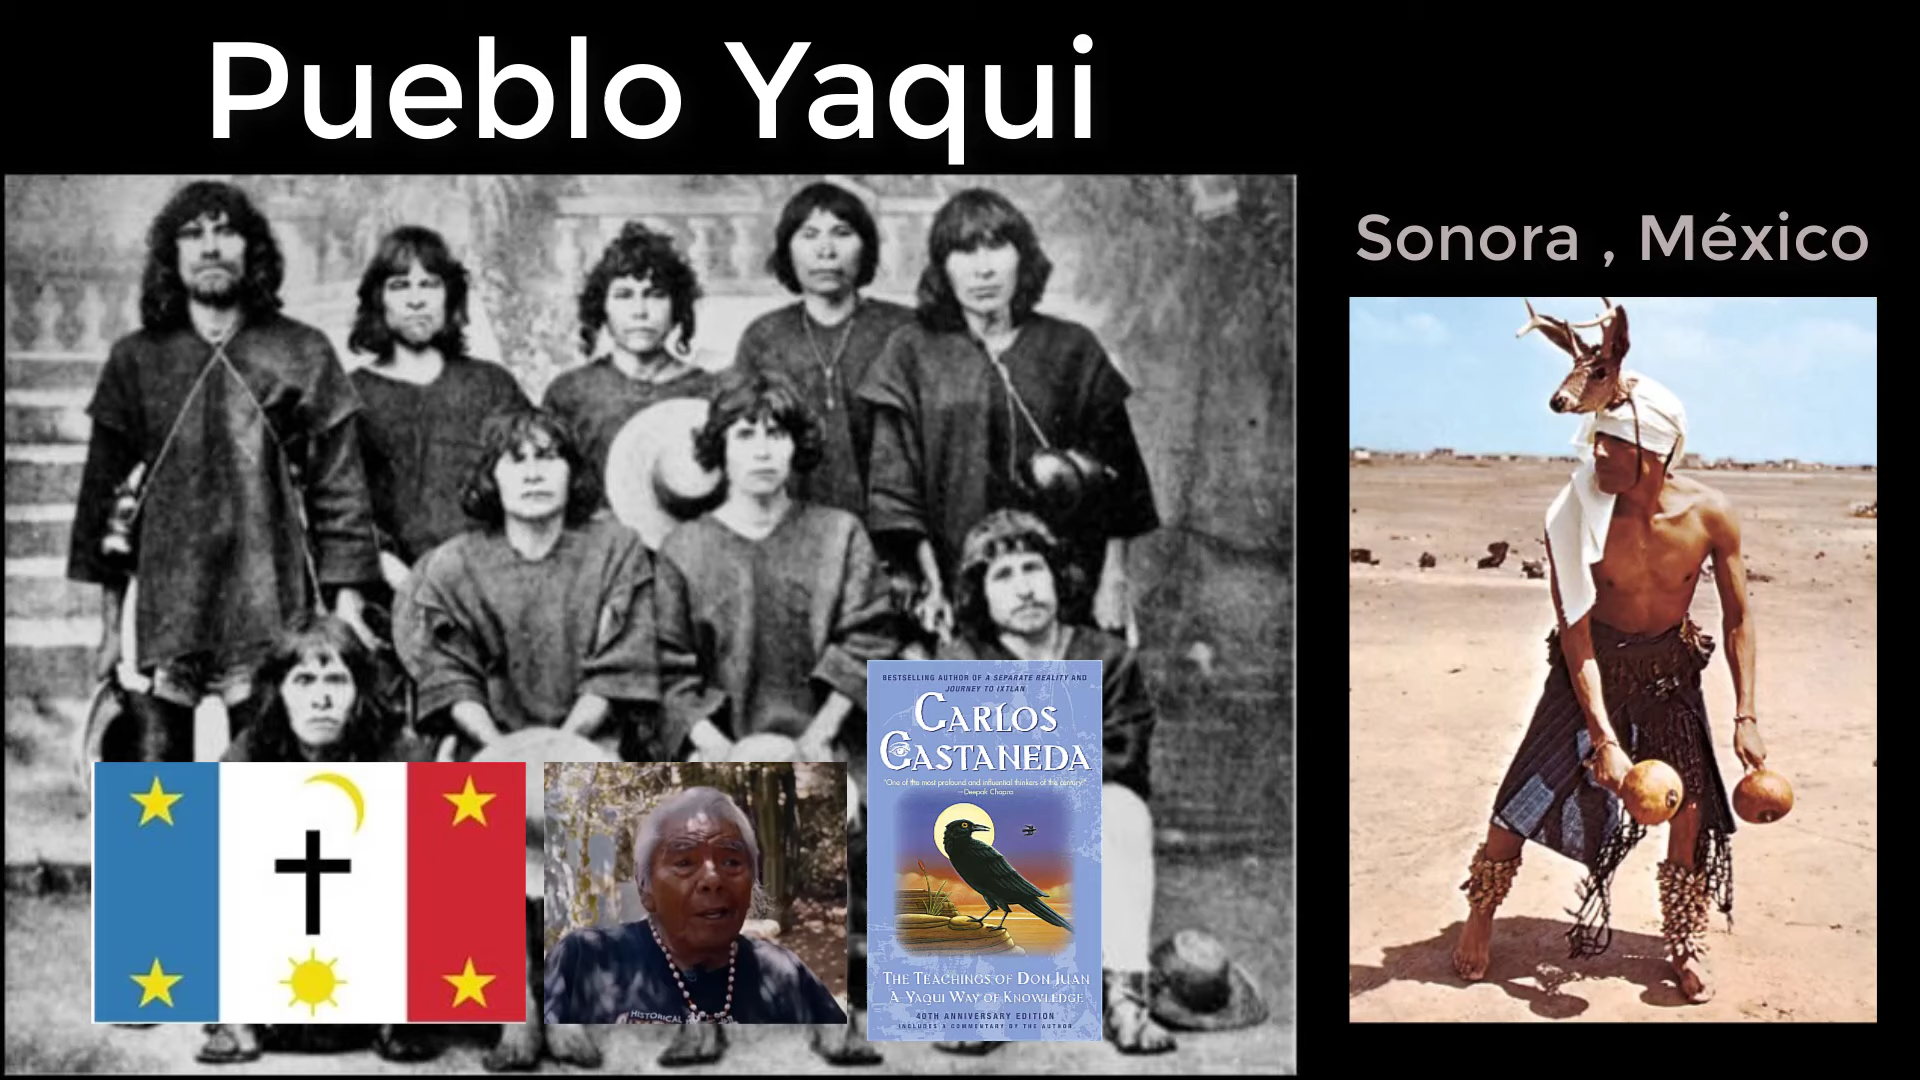 Pueblo Yaqui
Sonora , México
BESTSELLING AUTHOR OF A SEPARATE REALITY AND
JOURNEY TO IXTLAN
CARLOS
CASTANEDA
"One of the most profound and influential thinkers of the century."
—Deepak Chopra
THE TEACHINGS OF DON JUAN
A YAQUI WAY OF KNOWLEDGE
40TH ANNIVERSARY EDITION
INCLUDES A COMMENTARY BY THE AUTHOR
HISTORICAL